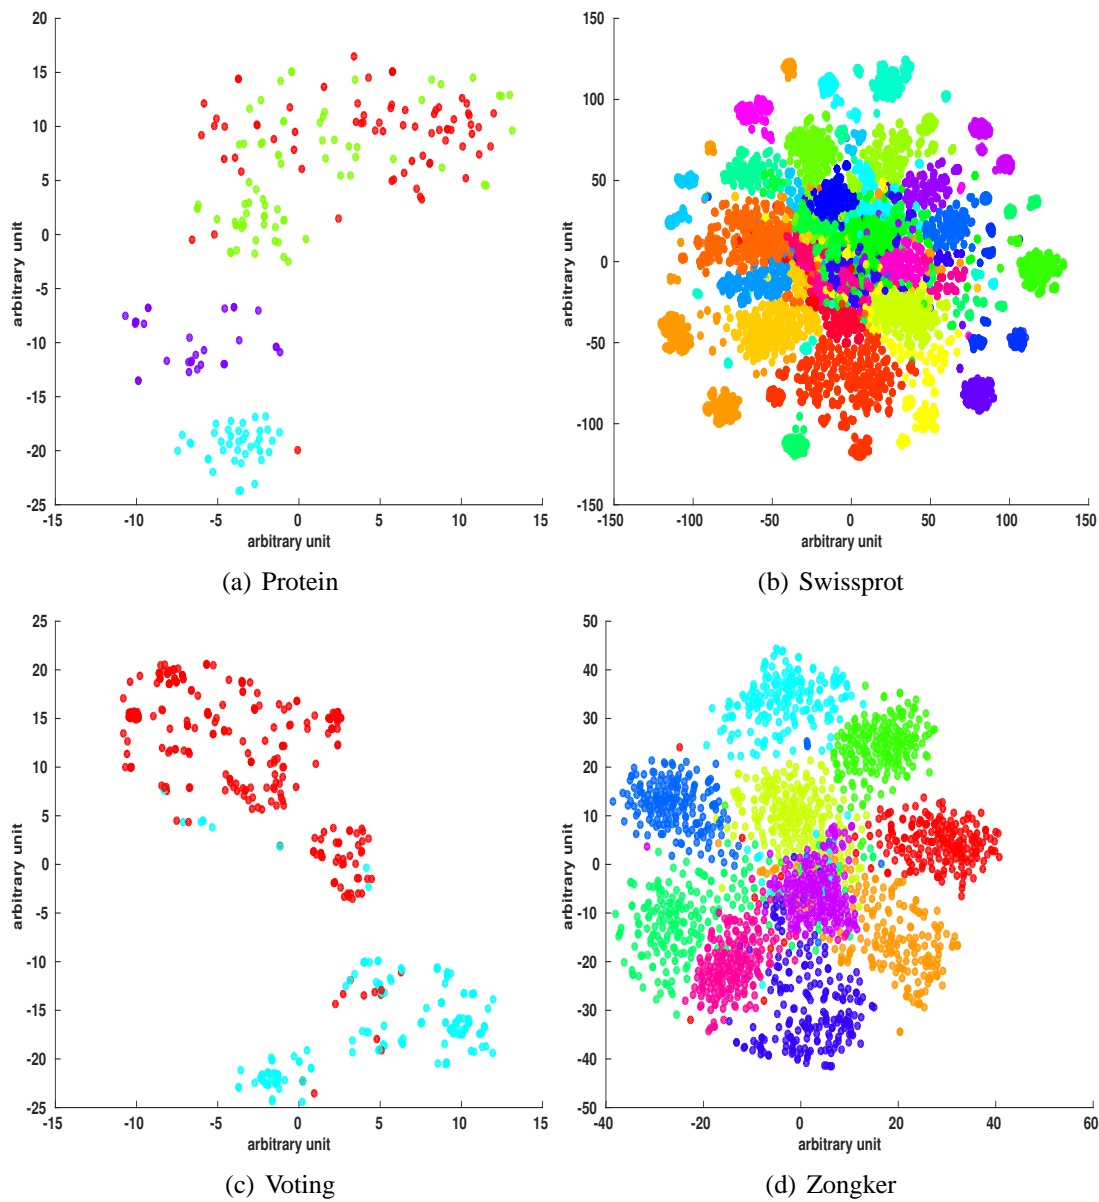 20
15
10
5
0
-5
-10
-15
-20
-25
-15 -10 -5 0 5 10 15
arbitrary unit
arbitrary unit
(a) Protein
150
100
50
0
-50
-100
-150
-150 -100 -50 0 50 100 150
arbitrary unit
arbitrary unit
(b) Swissprot
25
20
15
10
5
0
-5
-10
-15
-20
-25
-15 -10 -5 0 5 10 15
arbitrary unit
arbitrary unit
(c) Voting
50
40
30
20
10
0
-10
-20
-30
-40
-50
-40 -20 0 20 40 60
arbitrary unit
arbitrary unit
(d) Zongker